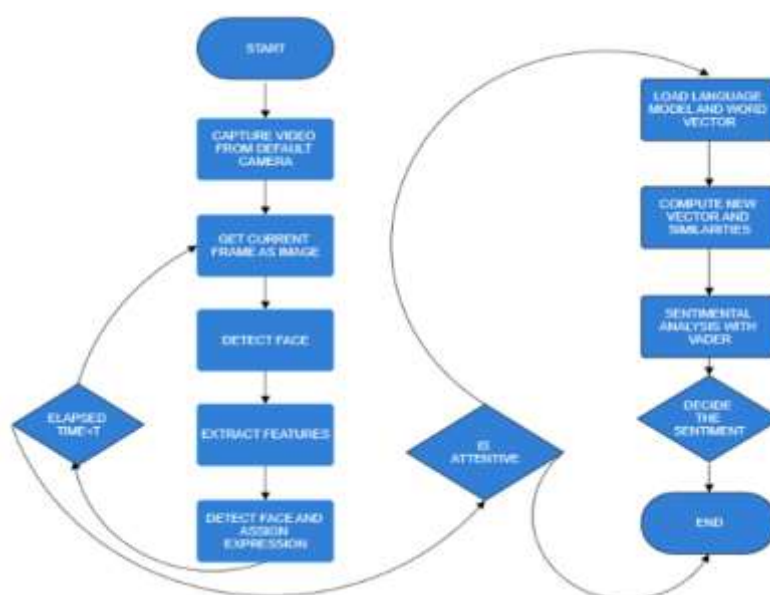 START
CAPTURE VIDEO
FROM DEFAULT
CAMERA
GET CURRENT
FRAME AS IMAGE
DETECT FACE
ELAPSED
TIME<T
EXTRACT FEATURES
DETECT FACE AND
ASSIGN
EXPRESSION
IS
ATTENTIVE
LOAD LANGUAGE
MODEL AND WORD
VECTOR
COMPUTE NEW
VECTOR AND
SIMILARITIES
SENTIMENTAL
ANALYSIS WITH
VADER
DECIDE
THE
SENTIMENT
END